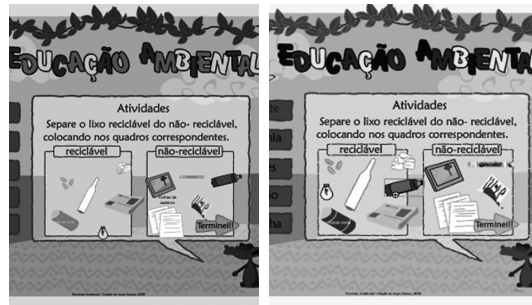 EDUCAÇÃO AMBIENTAL
Atividades
Separe o lixo reciclável do não- reciclável,
colocando nos quadros correspondentes.
reciclável
não-reciclável
Terminei!
EDUCAÇÃO AMBIENTAL
Atividades
Separe o lixo reciclável do não- reciclável,
colocando nos quadros correspondentes.
reciclável
não-reciclável
Terminei!